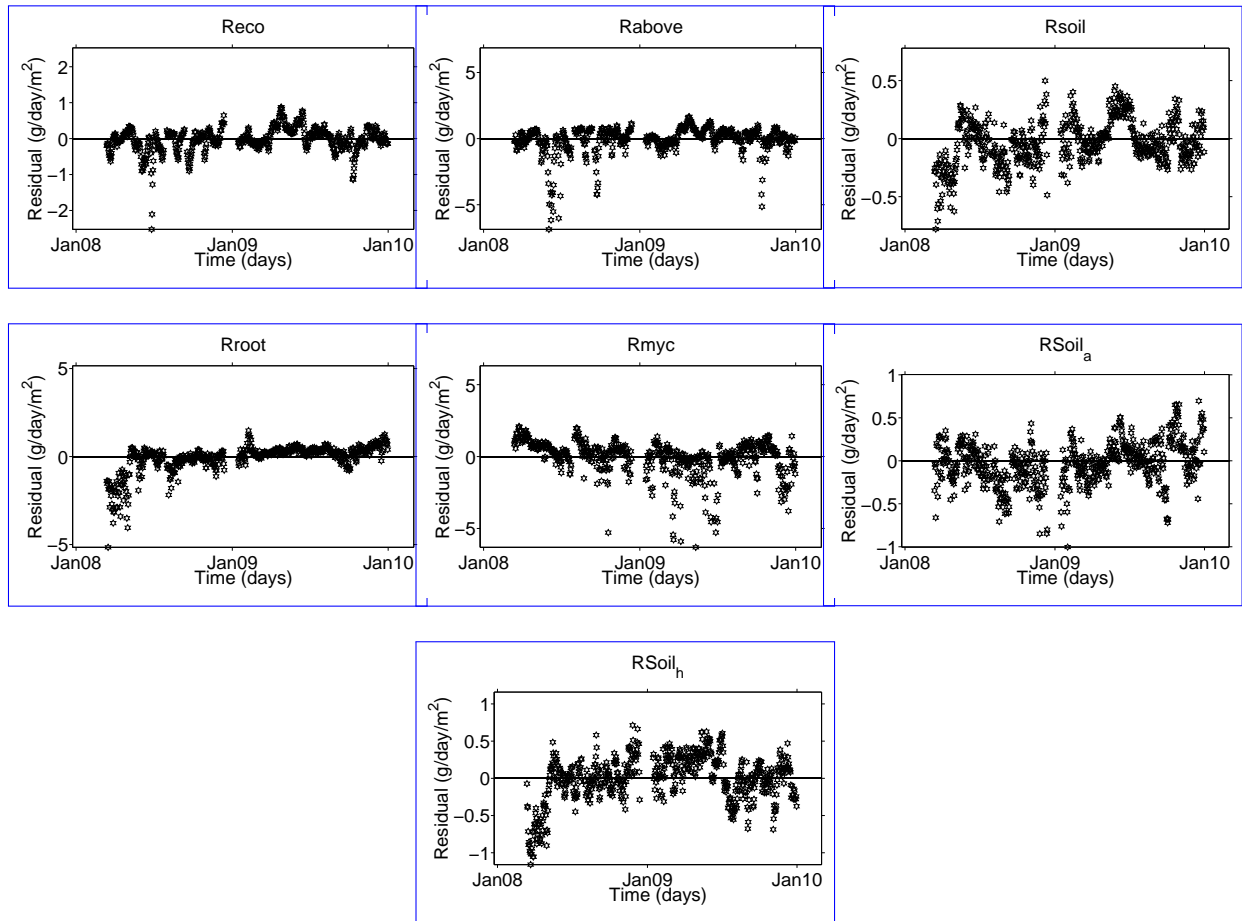 Reco
Residual (g/day/m²)
2
1
0
−1
−2
Jan08
Jan09
Jan10
Time (days)
Rabove
Residual (g/day/m²)
5
0
−5
Jan08
Jan09
Jan10
Time (days)
Rsoil
Residual (g/day/m²)
0.5
0
−0.5
Jan08
Jan09
Jan10
Time (days)
Rroot
Residual (g/day/m²)
5
0
−5
Jan08
Jan09
Jan10
Time (days)
Rmyc
Residual (g/day/m²)
5
0
−5
Jan08
Jan09
Jan10
Time (days)
RSoil_a
Residual (g/day/m²)
1
0.5
0
−0.5
−1
Jan08
Jan09
Jan10
Time (days)
RSoil_h
Residual (g/day/m²)
1
0.5
0
−0.5
−1
Jan08
Jan09
Jan10
Time (days)